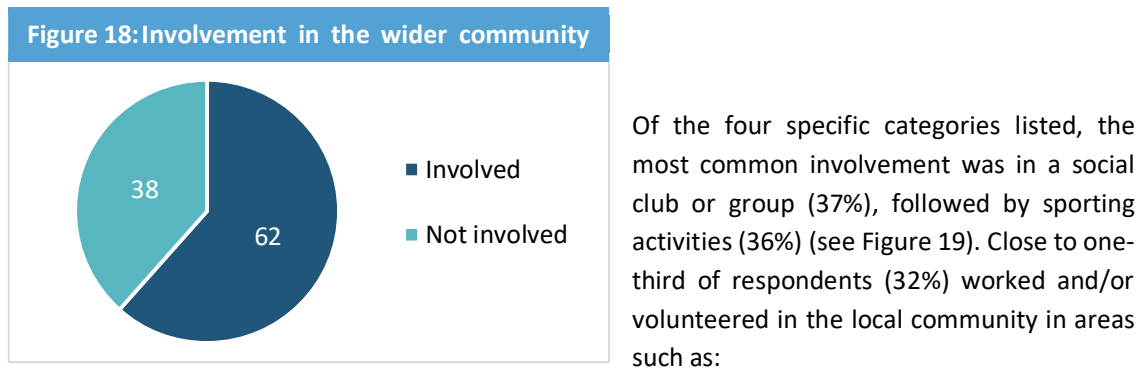 Figure 18: Involvement in the wider community
38
62
Involved
Not involved
Of the four specific categories listed, the
most common involvement was in a social
club or group (37%), followed by sporting
activities (36%) (see Figure 19). Close to one-
third of respondents (32%) worked and/or
volunteered in the local community in areas
such as: